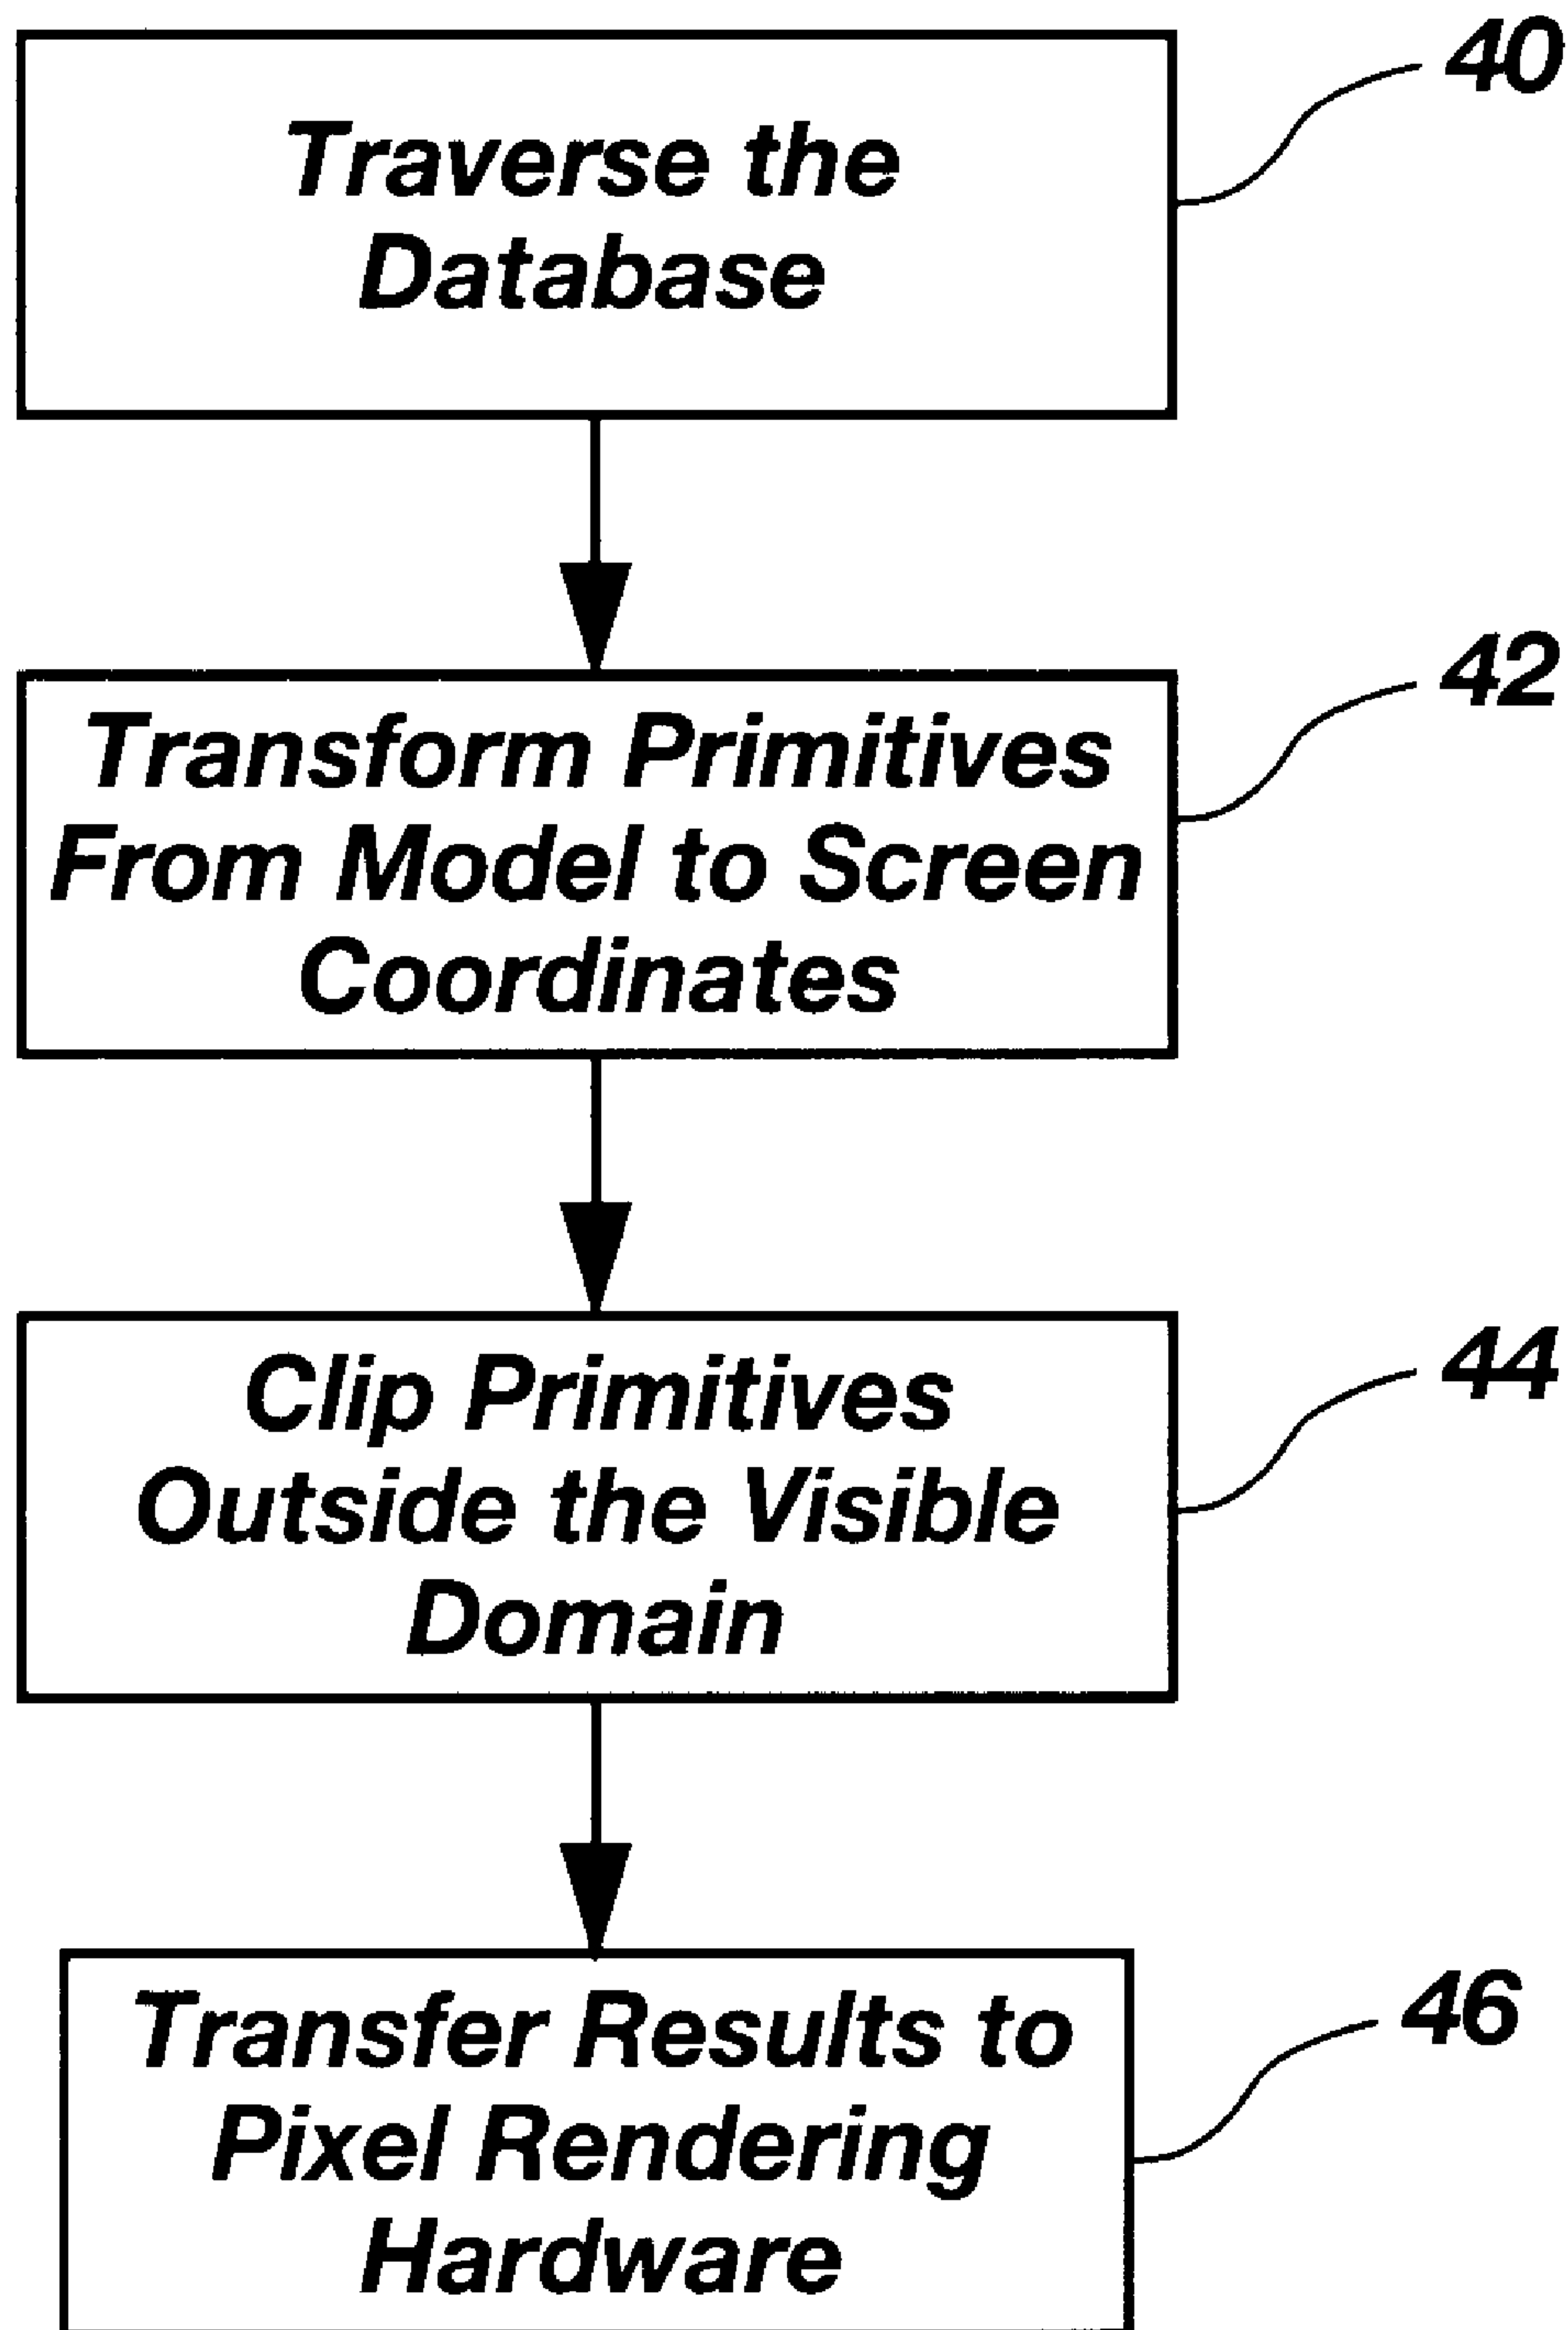 40
Traverse the
Database
42
Transform Primitives
From Model to Screen
Coordinates
44
Clip Primitives
Outside the Visible
Domain
46
Transfer Results to
Pixel Rendering
Hardware